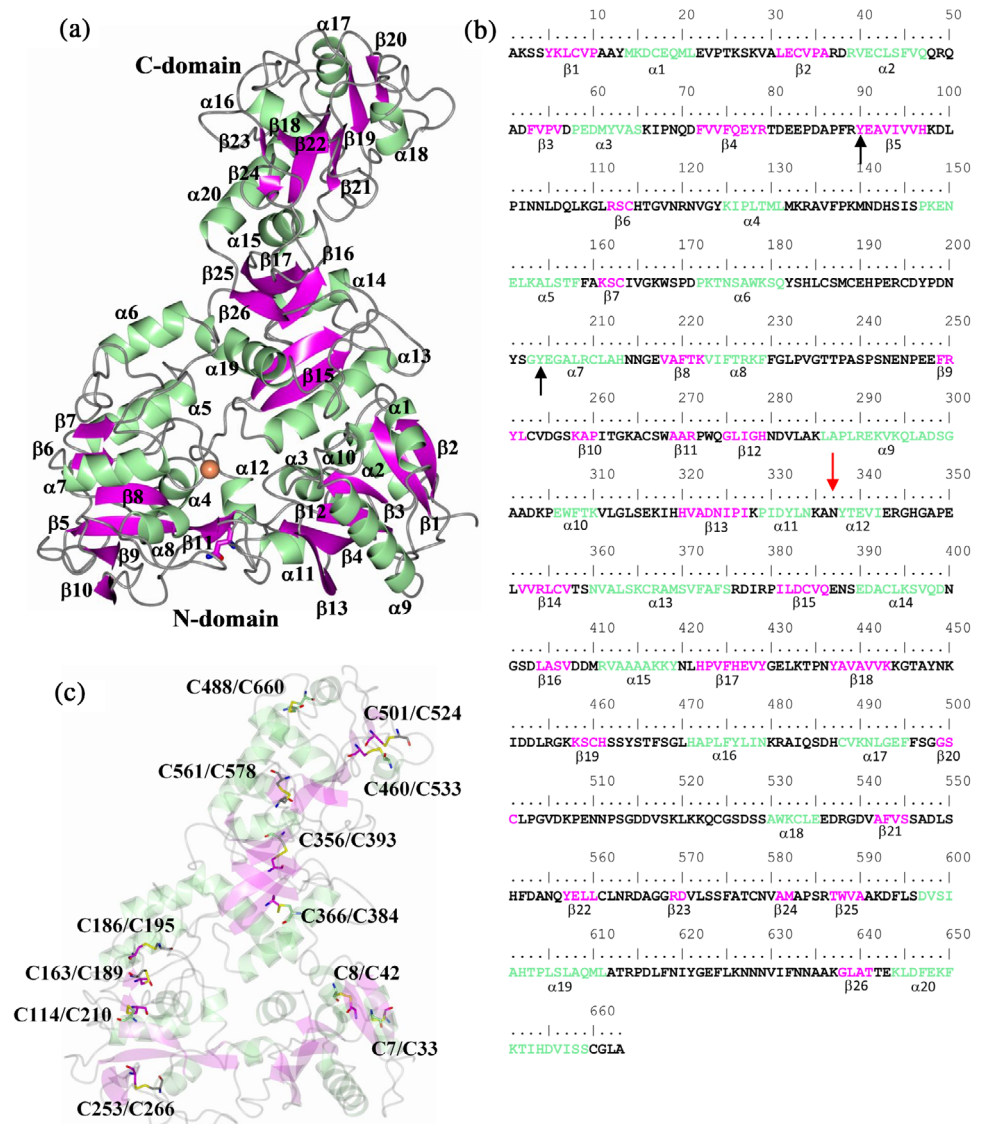 (a)
α17
β20
C-domain
α16
β18
β23
β22
β19
α18
β24
β21
α20
α15
β16
β17
β25
α14
β26
α6
α13
α19
β15
α5
α1
β7
β2
β6
α10
α3
α2
α12
α7
α4
β8
β12
β3
β1
β5
α8
β11
β4
β9
α11
β10
α9
β13
N-domain
(b)
10 20 30 40 50
AKSSYKLCVPAAYMKDCEQMLEVPTKSKVALECVPARDRVECLSFVQQRQ
β1 α1 β2 α2
60 70 80 90 100
ADFVPVDPEDMYVASKIPNQDFVVFQEYRTDEEPDAPFRYEAVIVVHKDL
β3 α3 β4 β5
110 120 130 140 150
PINNLDQLKGLRSCHTGVNRNVGYKIPLTMLMKRAVFPKMNDHSISPKEN
β6 α4
160 170 180 190 200
ELKALSTFFAKSCIVGKWSPDPKTNSAWKSQYSHLCSMCEHPERCDYPDN
α5 β7 α6
210 220 230 240 250
YSGYEGALRCLAHNNGEVAFTKVIFTRKFFGLPVGTTPASPSNENPEEFR
α7 β8 α8 β9
260 270 280 290 300
YLCVDGSKAPITGKACSWAARPWQGLIGHNDVLAKLAPLREKVKQLADSG
β10 β11 β12 α9
310 320 330 340 350
AADKPEWFTKVLGLSEKIHHVADNIPIKPIDYLNKANYTEVIERGHGAPE
α10 β13 α11 α12
360 370 380 390 400
LVVRLCVTSNVALSKCRAMSVFAFSRDIRPILDCVQENSEDACLKSVQDN
β14 α13 β15 α14
410 420 430 440 450
GSDLASVDDMRVAAAAKKYNLHPVFHEVYGELKTPNYAVAVVKKGTAYNK
β16 α15 β17 β18
460 470 480 490 500
IDDLRGKKSCHSSYSTFSGLHAPLFYLINKRAIQSDHCVKNLGEFFSGGS
β19 α16 α17 β20
510 520 530 540 550
CLPGVDKPENNPSGDDVSKLKKQCGSDSSAWKCLEEDRGDVAFVSSADLS
α18 β21
560 570 580 590 600
HFDANQYELLCLNRDAGGRDVLSSFATCNVAMAPSRTWVAAKDFLSDVSI
β22 β23 β24 β25
610 620 630 640 650
AHTPLSLAQMLATRPDLFNIYGEFLKNNNVIFNNAAKGLATTEKLDFEKF
α19 β26 α20
660
KTIHDVISSCGLA
(c)
C488/C660
C501/C524
C561/C578
C460/C533
C356/C393
C366/C384
C186/C195
C163/C189
C8/C42
C114/C210
C7/C33
C253/C266